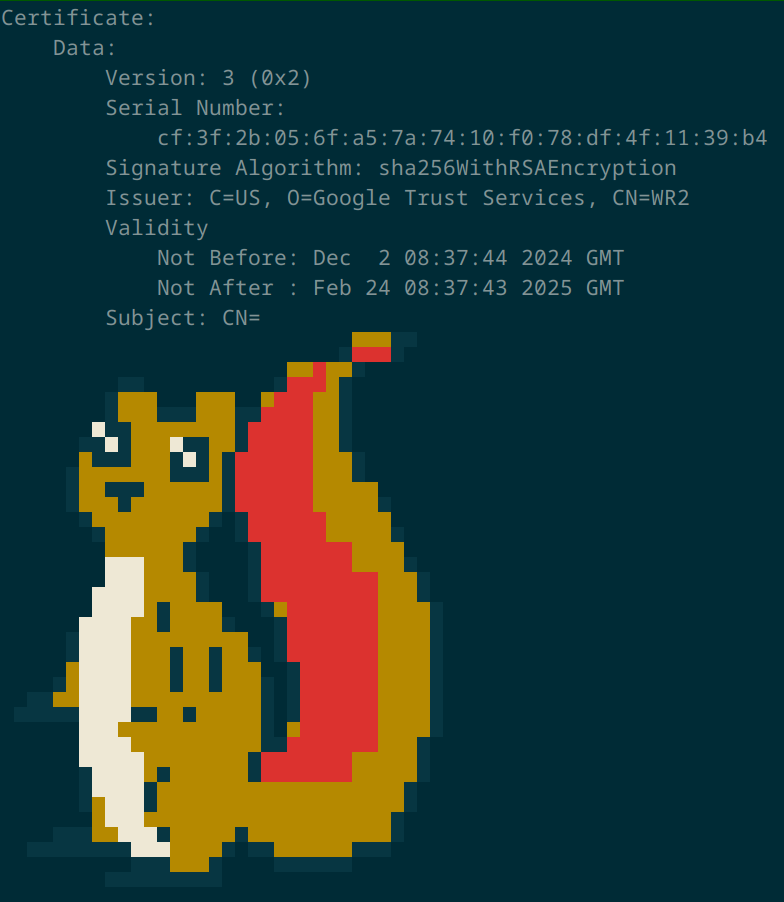 Certificate:
Data:
Version: 3 (0x2)
Serial Number:
cf:3f:2b:05:6f:a5:7a:74:10:f0:78:df:4f:11:39:b4
Signature Algorithm: sha256WithRSAEncryption
Issuer: C=US, O=Google Trust Services, CN=WR2
Validity
Not Before: Dec  2 08:37:44 2024 GMT
Not After : Feb 24 08:37:43 2025 GMT
Subject: CN=